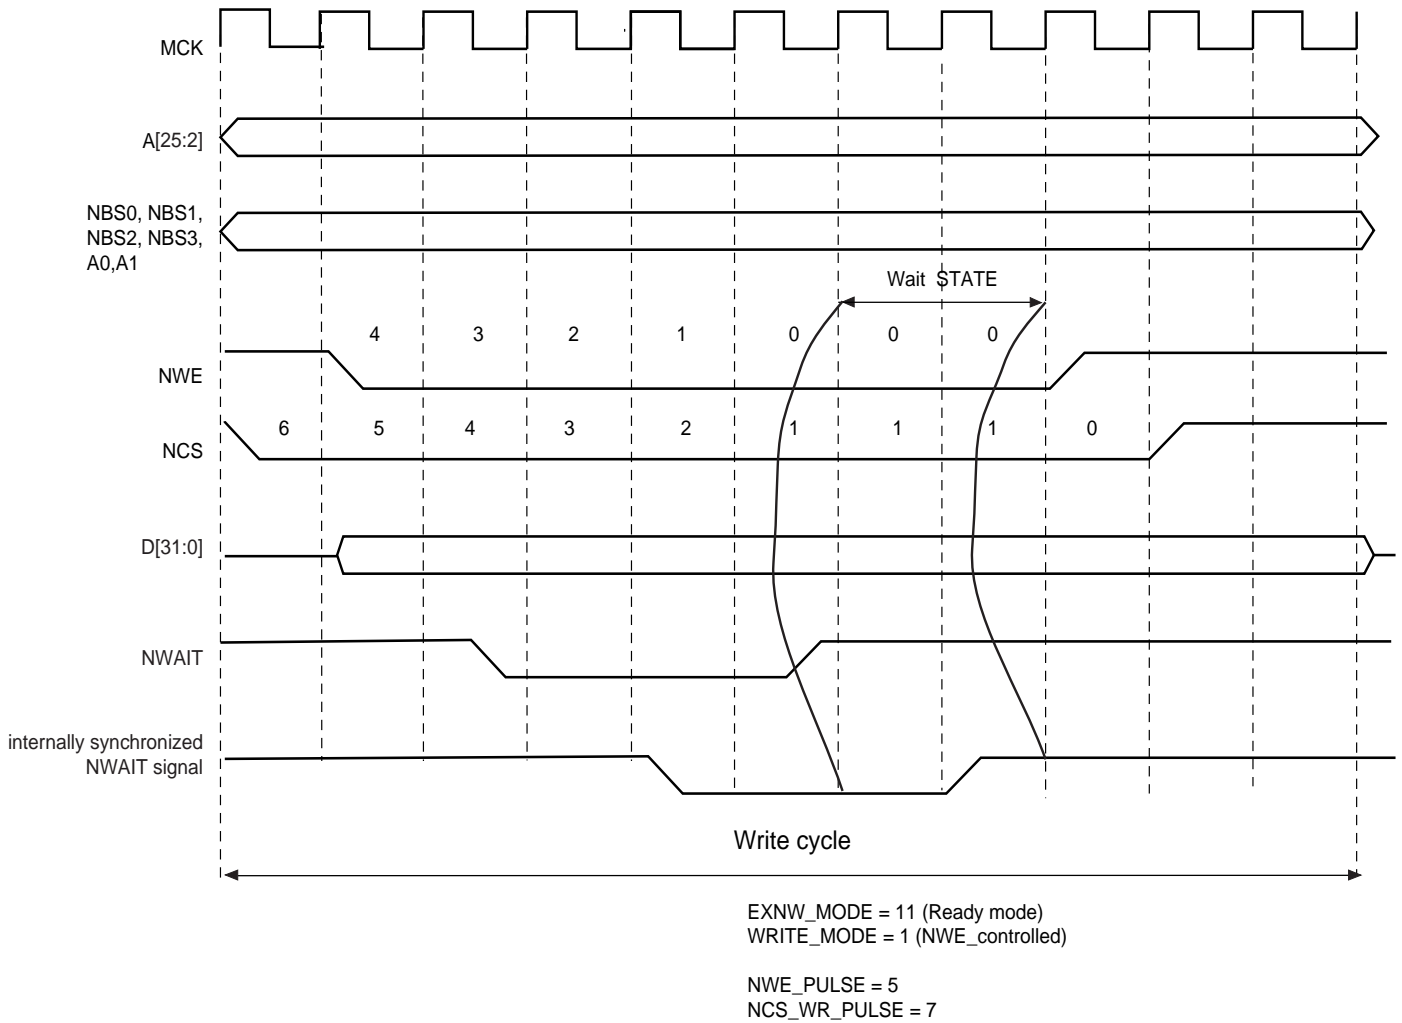 MCK
A[25:2]
NBS0, NBS1,
NBS2, NBS3,
A0,A1
Wait STATE
4 3 2 1 0 0 0
NWE
6 5 4 3 2 1 1 1 0
NCS
D[31:0]
NWAIT
internally synchronized
NWAIT signal
Write cycle
EXNW_MODE = 11 (Ready mode)
WRITE_MODE = 1 (NWE_controlled)
NWE_PULSE = 5
NCS_WR_PULSE = 7